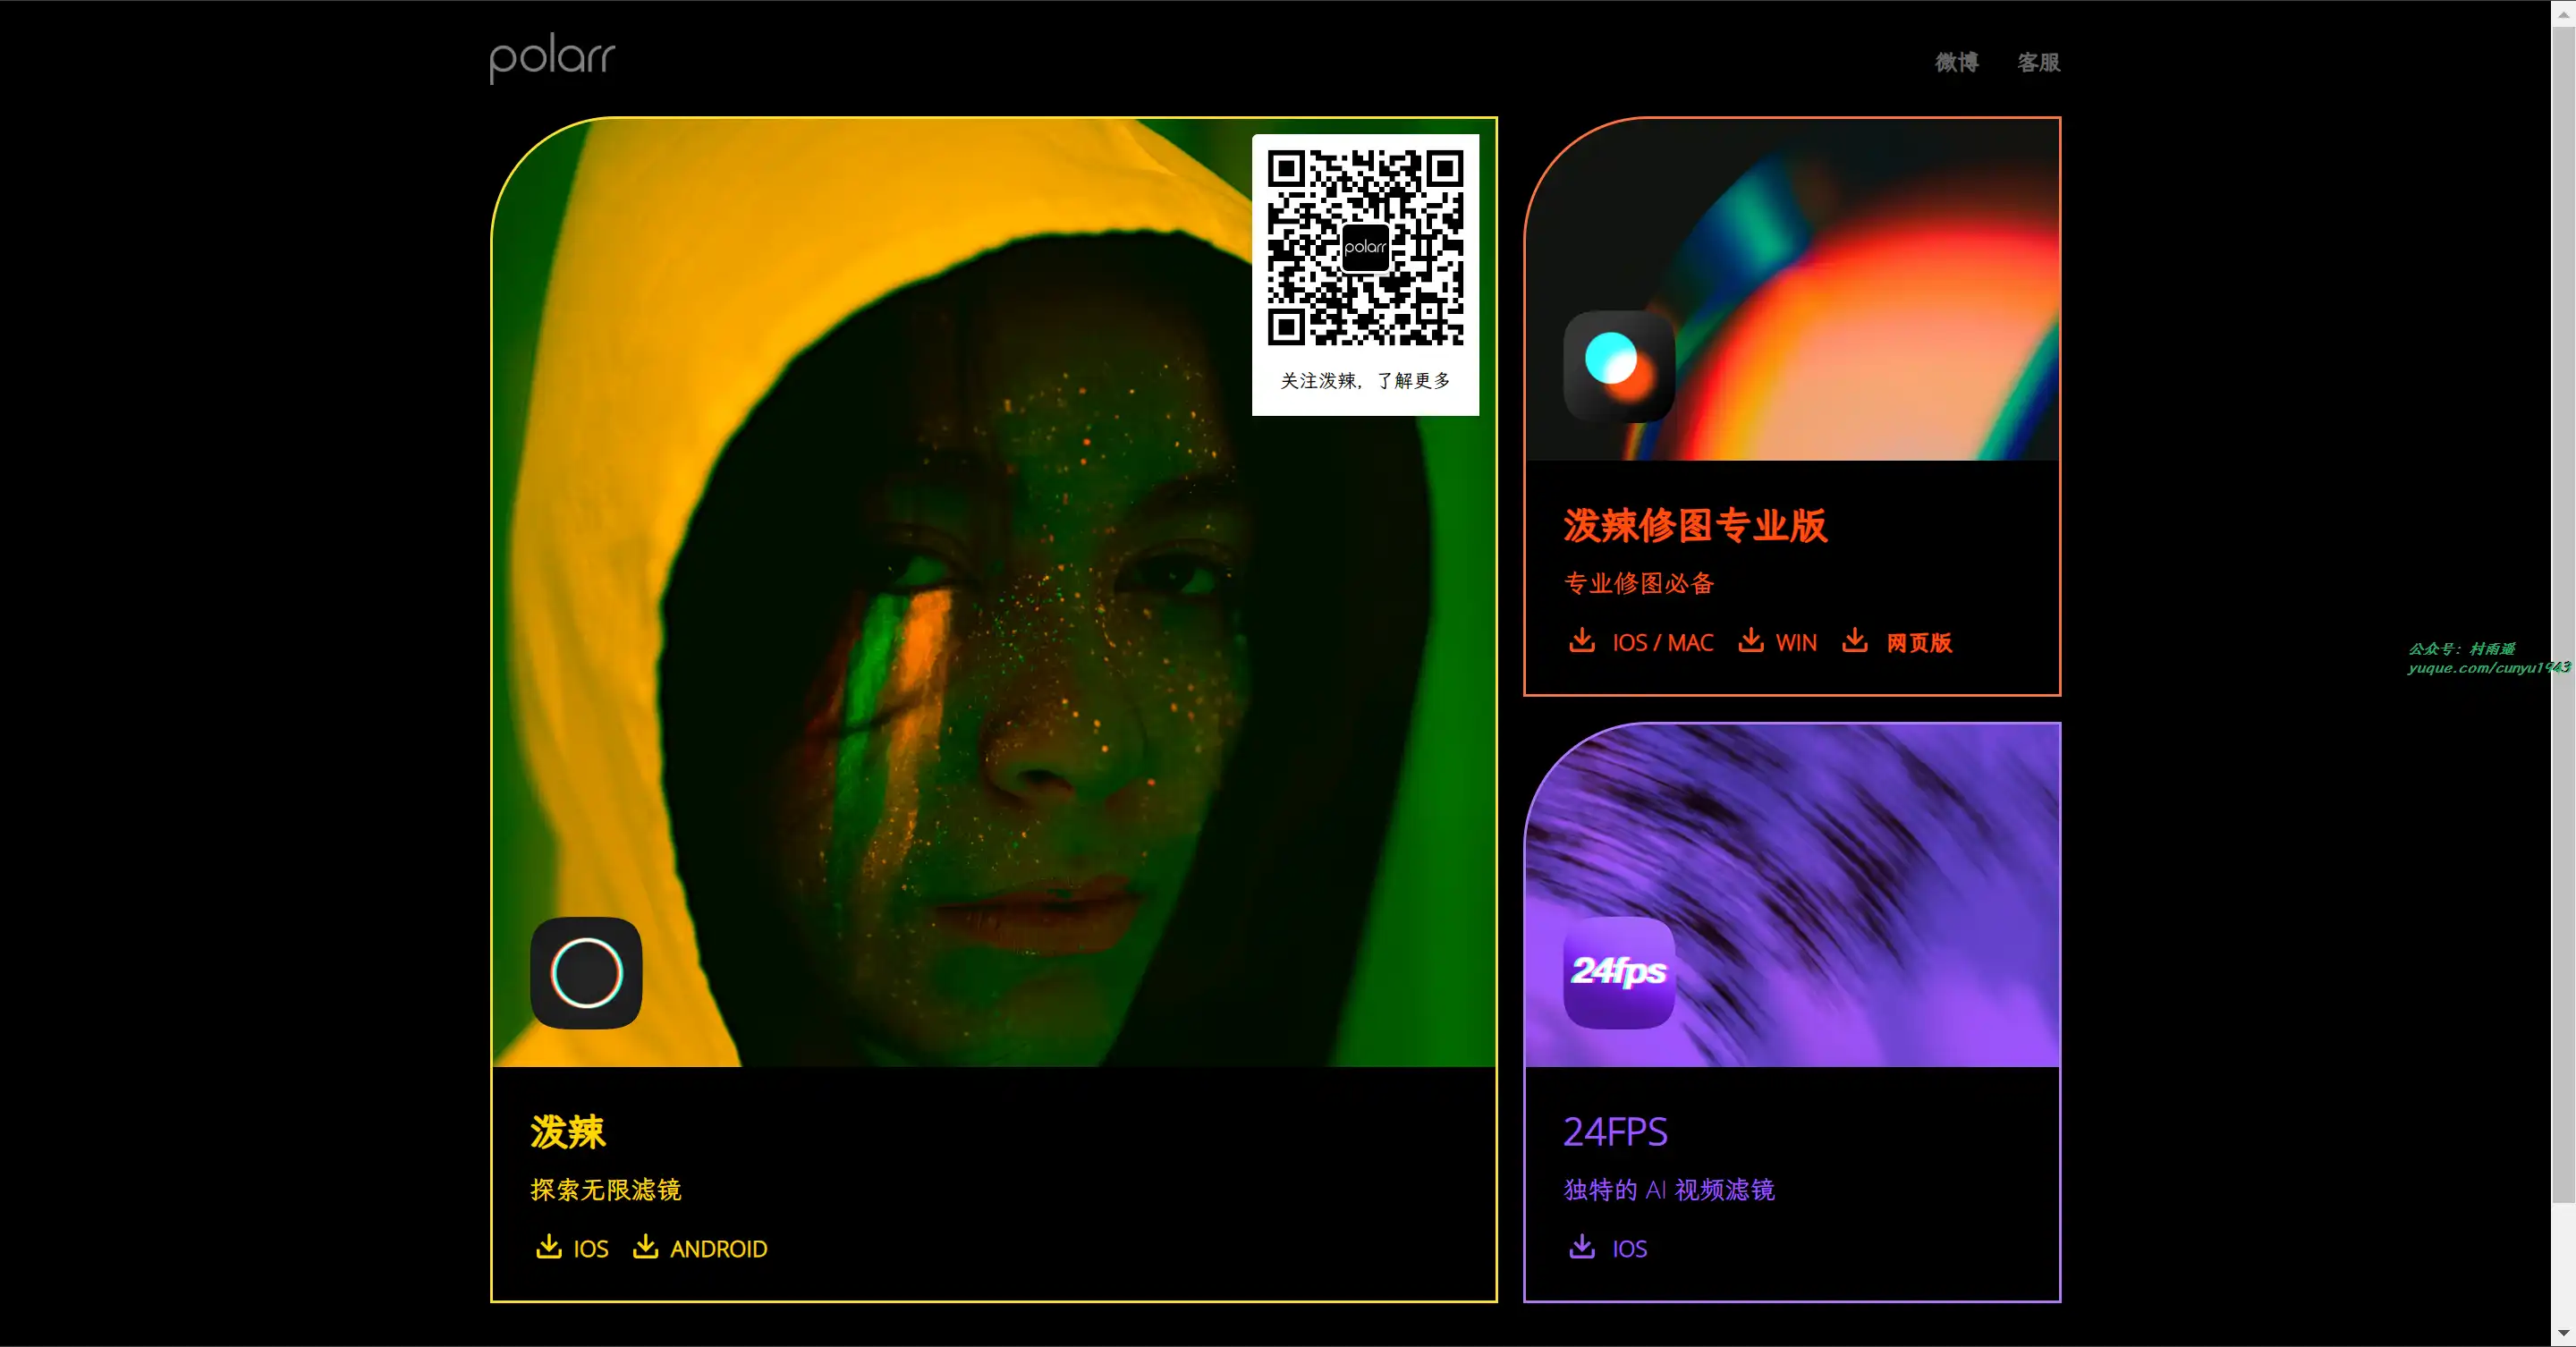 polarr
微博 客服
polarr
关注泼辣，了解更多
泼辣修图专业版
专业修图必备
IOS / MAC WIN 网页版
公众号：村雨遥
yuque.com/cunyu1943
24fps
泼辣
探索无限滤镜
IOS ANDROID
24FPS
独特的 AI 视频滤镜
IOS